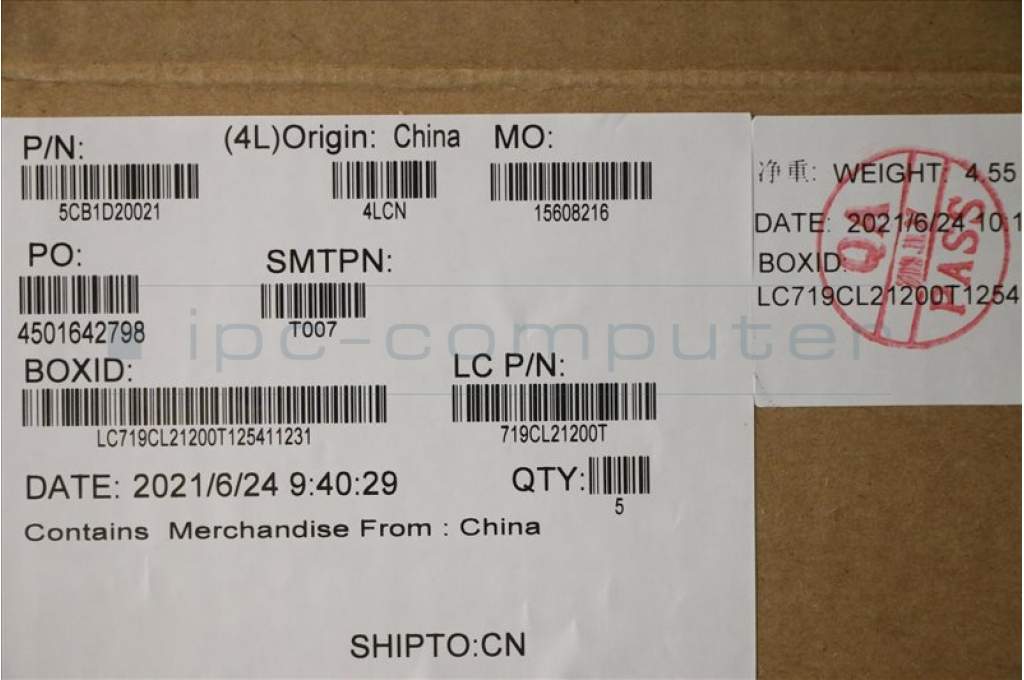 P/N:
5CB1D20021
(4L)Origin: China
4LCN
MO:
15608216
PO:
4501642798
SMTPN:
T007
BOXID:
LC719CL21200T125411231
LC P/N:
719CL21200T
DATE: 2021/6/24 9:40:29
QTY:
5
Contains Merchandise From : China
SHIPTO:CN
净重: WEIGHT: 4.55
DATE: 2021/6/24 10:1
BOXID:
LC719CL21200T1254
QA
PASS
ipc-computer